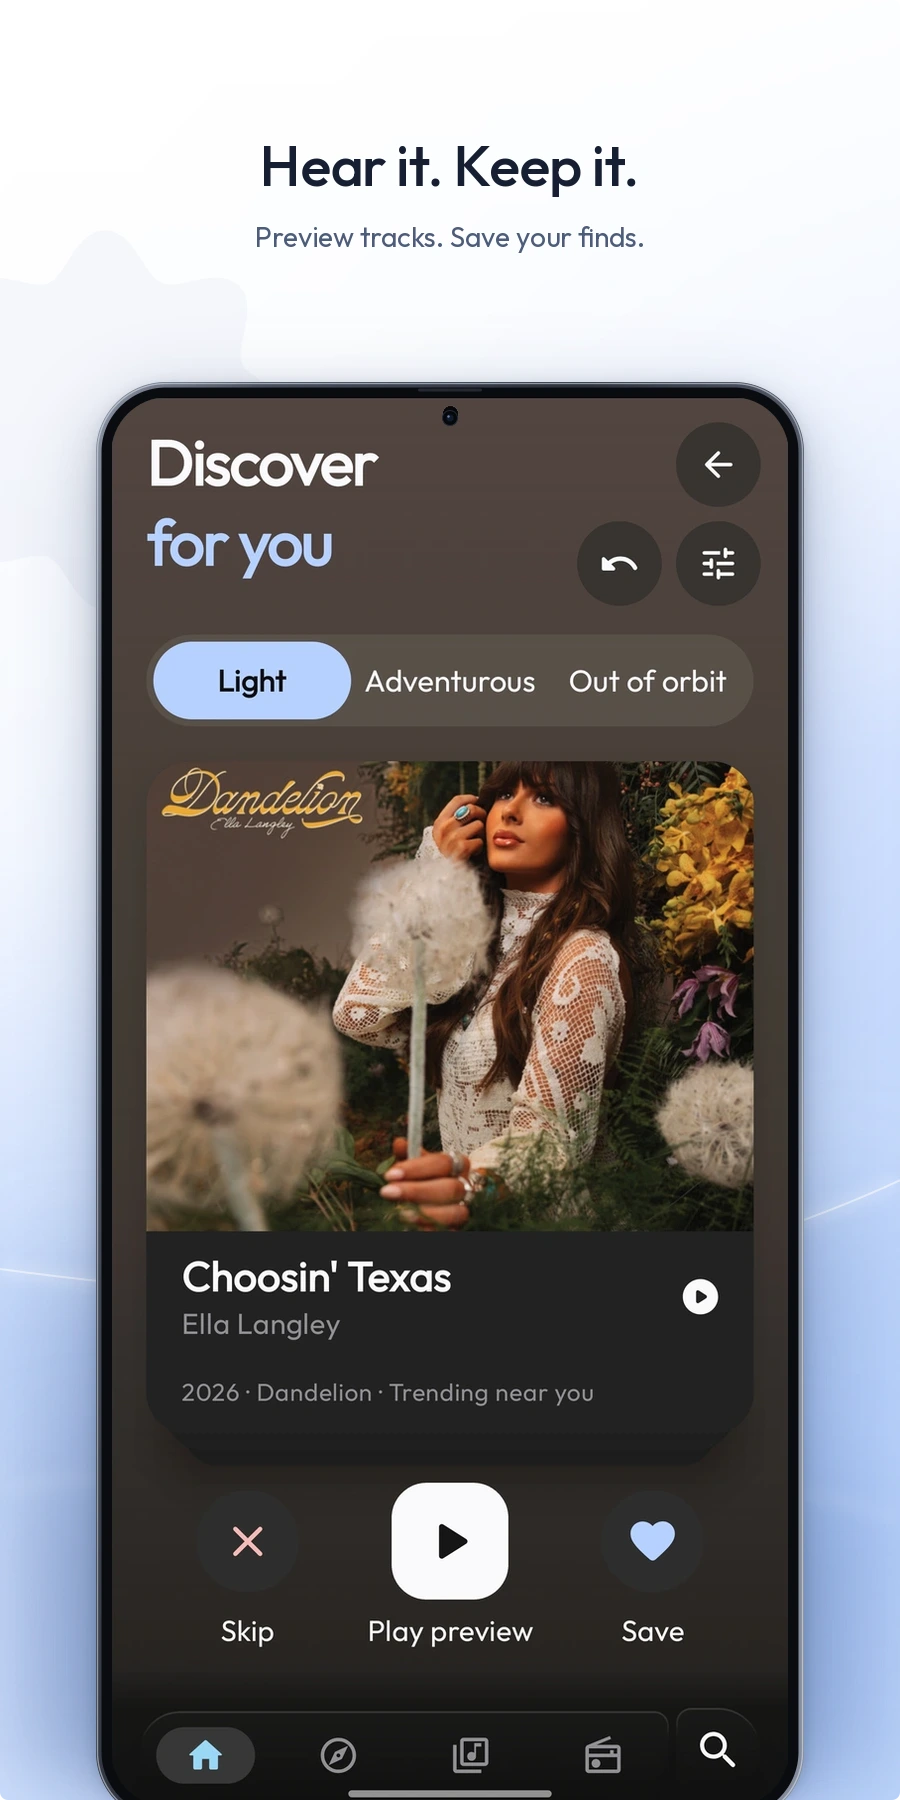 Hear it. Keep it.
Preview tracks. Save your finds.
Discover
for you
Light
Adventurous
Out of orbit
Dandelion
Ella Langley
Choosin' Texas
Ella Langley
2026 · Dandelion · Trending near you
Skip
Play preview
Save